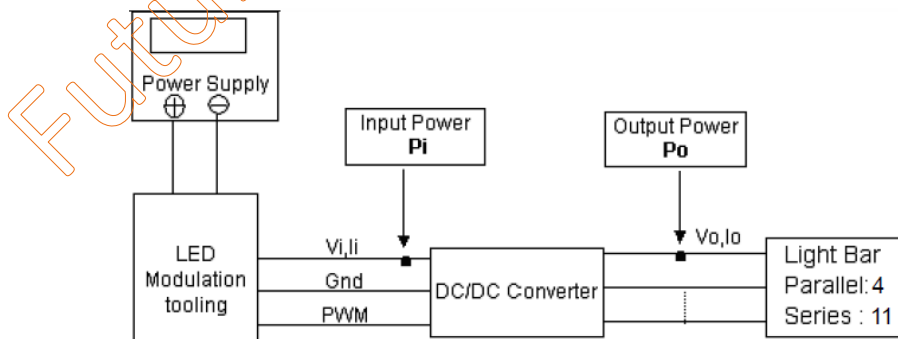 Futu
Power Supply
Input Power
Pi
Output Power
Po
Vi,Ii
Vo,Io
LED
Modulation
tooling
Gnd
PWM
DC/DC Converter
Light Bar
Parallel: 4
Series : 11